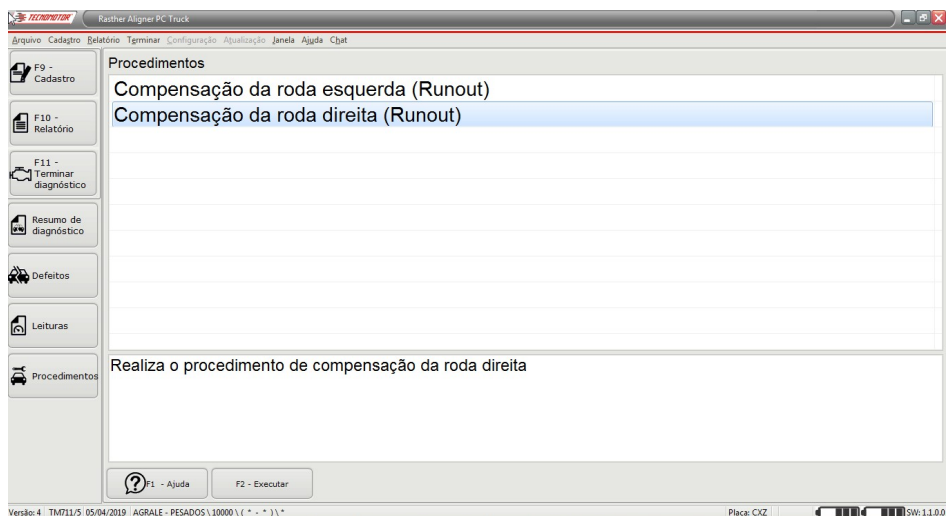 TECNOMOTOR
Rasther Aligner PC Truck
Arquivo Cadastro Relatório Terminar Configuração Atualização Janela Ajuda Chat
F9 -
Cadastro
F10 -
Relatório
F11 -
Terminar
diagnóstico
Resumo de
diagnóstico
Defeitos
Leituras
Procedimentos
Procedimentos
Compensação da roda esquerda (Runout)
Compensação da roda direita (Runout)
Realiza o procedimento de compensação da roda direita
F1 - Ajuda
F2 - Executar
Versão: 4 TM711/5 05/04/2019 AGRALE - PESADOS \ 10000 \ ( * - * ) \ * Placa: CXZ SW: 1.1.0.0